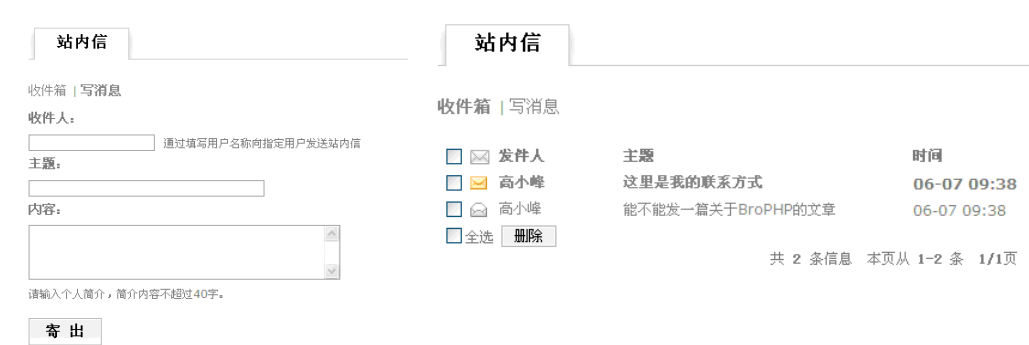 站内信
收件箱 | 写消息
收件人：
通过填写用户名称向指定用户发送站内信
主题：
内容：
请输入个人简介，简介内容不超过40字。
寄 出
站内信
收件箱 | 写消息
发件人 主题 时间
高小峰 这里是我的联系方式 06-07 09:38
高小峰 能不能发一篇关于BroPHP的文章 06-07 09:38
全选 删除
共 2 条信息 本页从 1-2 条 1/1页